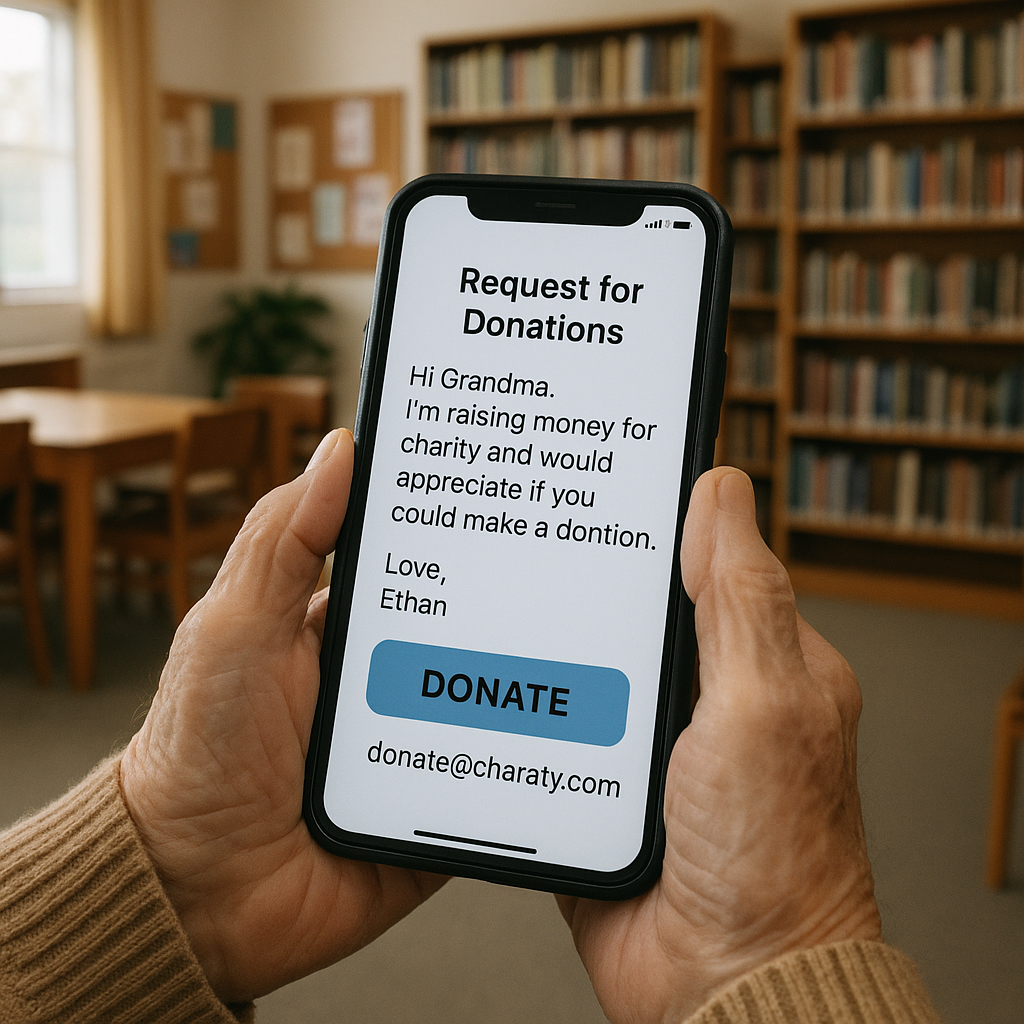 Request for
Donations
Hi Grandma.
I'm raising money for
charity and would
appreciate if you
could make a dontion.
Love,
Ethan
DONATE
donate@charaty.com